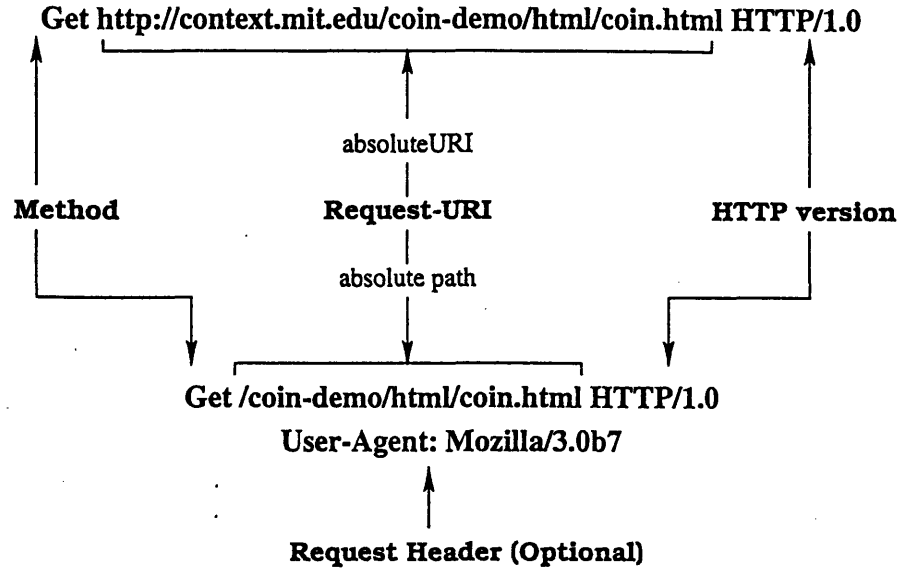 Get http://context.mit.edu/coin-demo/html/coin.html HTTP/1.0
absoluteURI
Method
Request-URI
HTTP version
absolute path
Get /coin-demo/html/coin.html HTTP/1.0
User-Agent: Mozilla/3.0b7
Request Header (Optional)